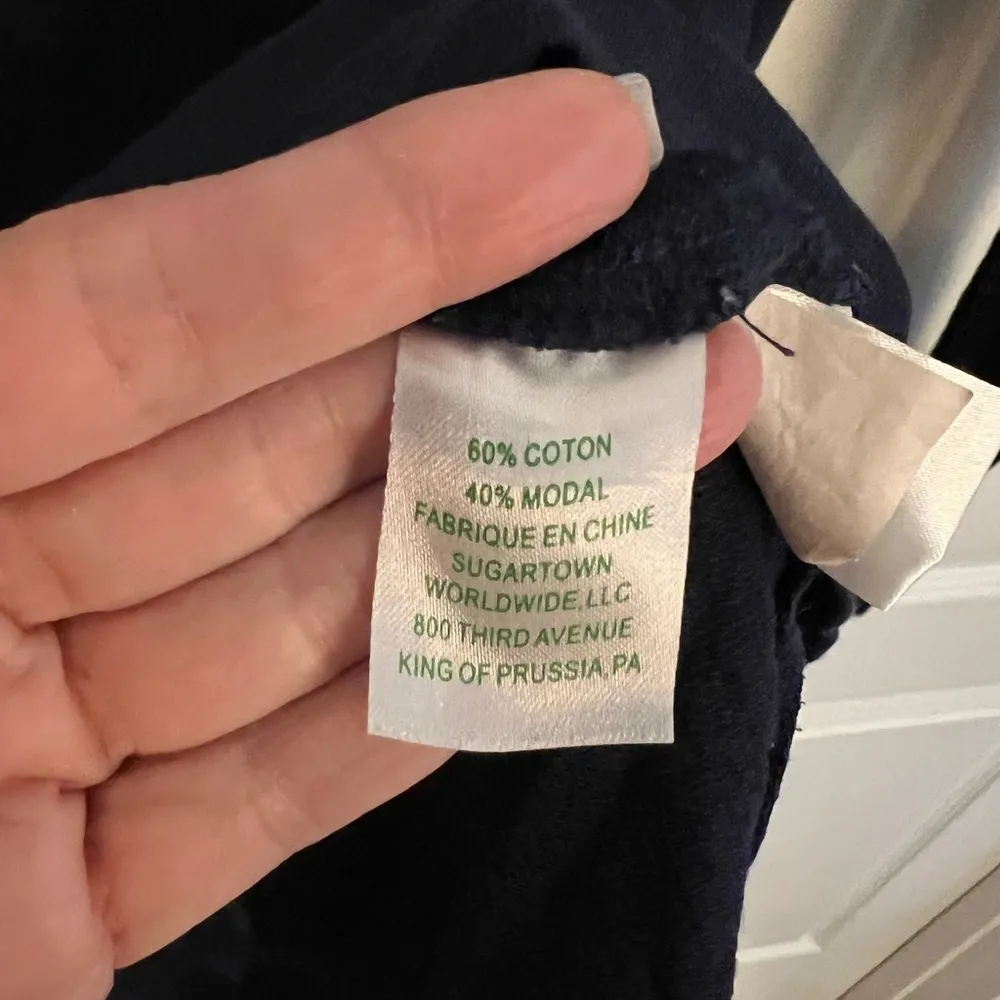 60% COTON
40% MODAL
FABRIQUE EN CHINE
SUGARTOWN
WORLDWIDE,LLC
800 THIRD AVENUE
KING OF PRUSSIA, PA